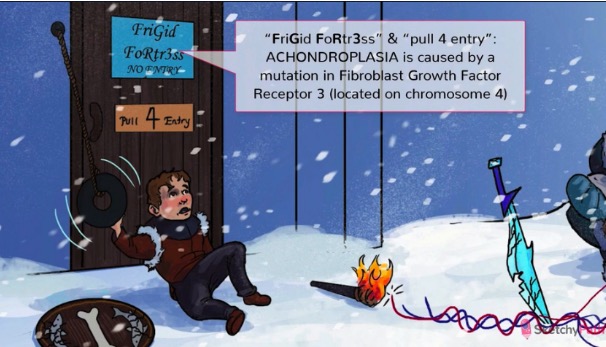 FriGid
FoRtr3ss
NO ENTRY
Pull 4 Entry
“FriGid FoRtr3ss” & “pull 4 entry”:
ACHONDROPLASIA is caused by a
mutation in Fibroblast Growth Factor
Receptor 3 (located on chromosome 4)